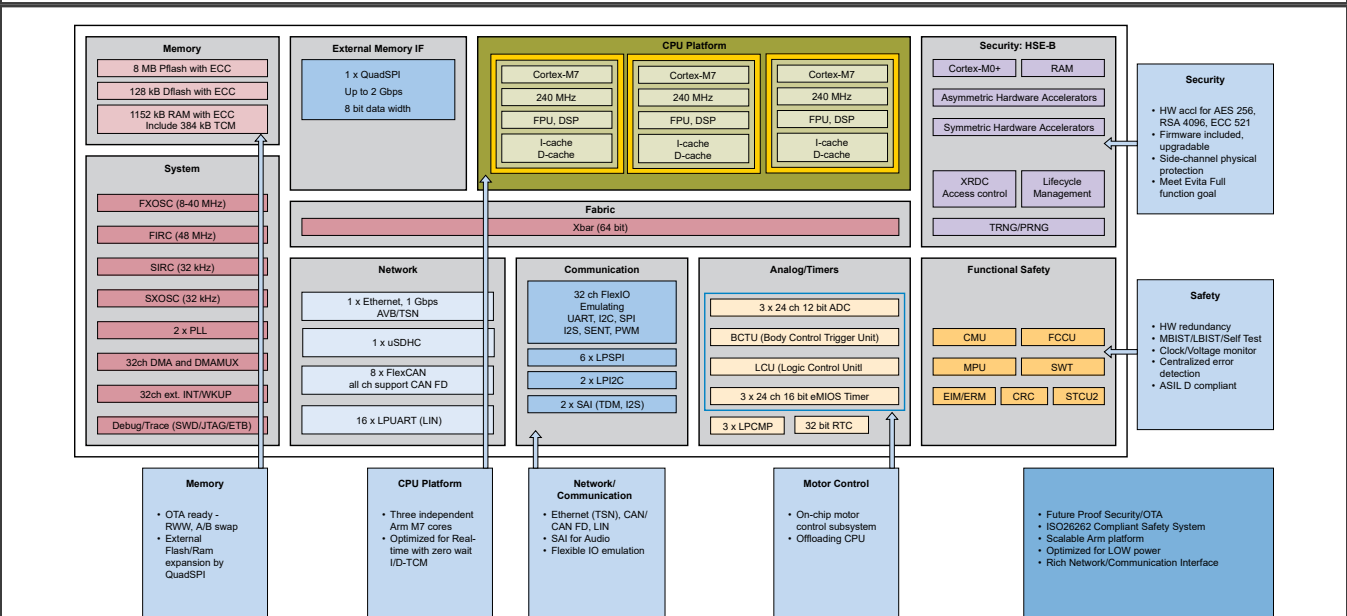 Memory
8 MB Pflash with ECC
128 kB Dflash with ECC
1152 kB RAM with ECC
Include 384 kB TCM
System
FXOSC (8-40 MHz)
FIRC (48 MHz)
SIRC (32 kHz)
SXOSC (32 kHz)
2 x PLL
32ch DMA and DMAMUX
32ch ext. INT/WKUP
Debug/Trace (SWD/JTAG/ETB)
External Memory IF
1 x QuadSPI
Up to 2 Gbps
8 bit data width
CPU Platform
Cortex-M7
240 MHz
FPU, DSP
I-cache
D-cache
Cortex-M7
240 MHz
FPU, DSP
I-cache
D-cache
Cortex-M7
240 MHz
FPU, DSP
I-cache
D-cache
Fabric
Xbar (64 bit)
Security: HSE-B
Cortex-M0+
RAM
Asymmetric Hardware Accelerators
Symmetric Hardware Accelerators
XRDC
Access control
Lifecycle
Management
TRNG/PRNG
Network
1 x Ethernet, 1 Gbps
AVB/TSN
1 x uSDHC
8 x FlexCAN
all ch support CAN FD
16 x LPUART (LIN)
Communication
32 ch FlexIO
Emulating
UART, I2C, SPI
I2S, SENT, PWM
6 x LPSPI
2 x LPI2C
2 x SAI (TDM, I2S)
Analog/Timers
3 x 24 ch 12 bit ADC
BCTU (Body Control Trigger Unit)
LCU (Logic Control Unitl
3 x 24 ch 16 bit eMIOS Timer
3 x LPCMP
32 bit RTC
Functional Safety
CMU
FCCU
MPU
SWT
EIM/ERM
CRC
STCU2
Security
• HW accl for AES 256,
RSA 4096, ECC 521
• Firmware included,
upgradable
• Side-channel physical
protection
• Meet Evita Full
function goal
Safety
• HW redundancy
• MBIST/LBIST/Self Test
• Clock/Voltage monitor
• Centralized error
detection
• ASIL D compliant
Memory
• OTA ready -
RWW, A/B swap
• External
Flash/Ram
expansion by
QuadSPI
CPU Platform
• Three independent
Arm M7 cores
• Optimized for Real-
time with zero wait
I/D-TCM
Network/
Communication
• Ethernet (TSN), CAN/
CAN FD, LIN
• SAI for Audio
• Flexible IO emulation
Motor Control
• On-chip motor
control subsystem
• Offloading CPU
• Future Proof Security/OTA
• ISO26262 Compliant Safety System
• Scalable Arm platform
• Optimized for LOW power
• Rich Network/Communication Interface